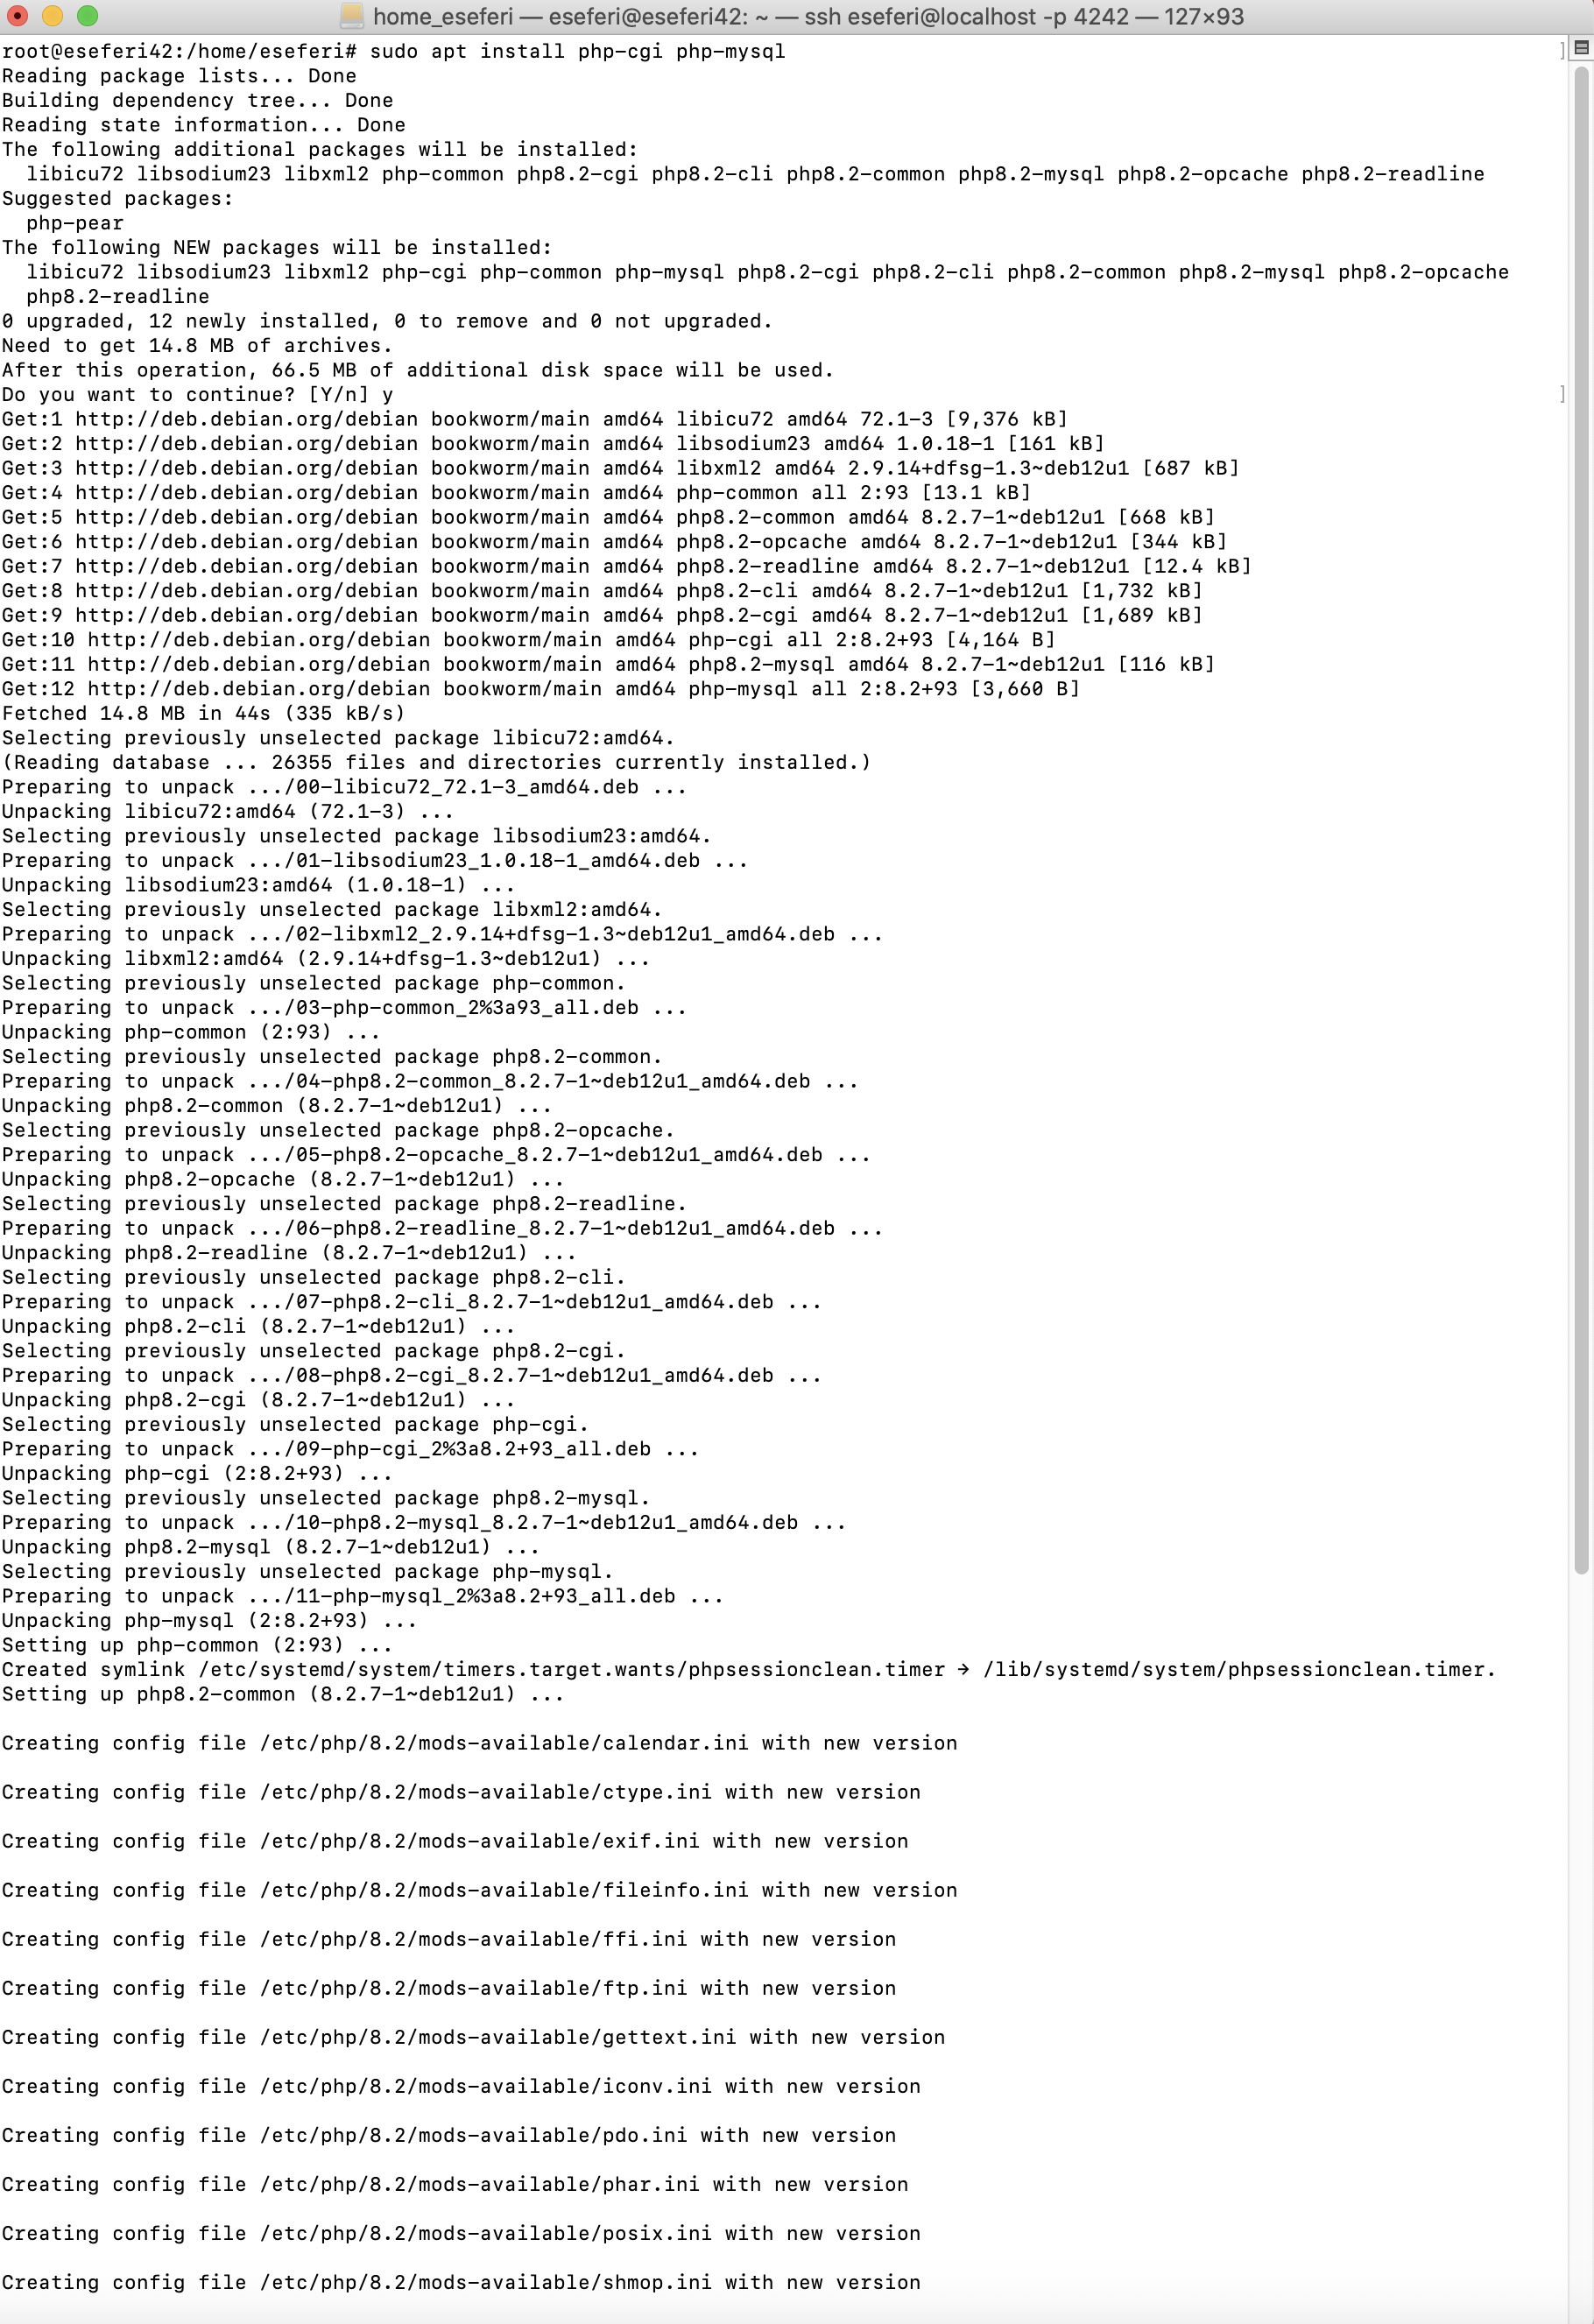 home_eseferi — eseferi@eseferi42: ~ — ssh eseferi@localhost -p 4242 — 127×93
root@eseferi42:/home/eseferi# sudo apt install php-cgi php-mysql
Reading package lists... Done
Building dependency tree... Done
Reading state information... Done
The following additional packages will be installed:
  libicu72 libsodium23 libxml2 php-common php8.2-cgi php8.2-cli php8.2-common php8.2-mysql php8.2-opcache php8.2-readline
Suggested packages:
  php-pear
The following NEW packages will be installed:
  libicu72 libsodium23 libxml2 php-cgi php-common php-mysql php8.2-cgi php8.2-cli php8.2-common php8.2-mysql php8.2-opcache
  php8.2-readline
0 upgraded, 12 newly installed, 0 to remove and 0 not upgraded.
Need to get 14.8 MB of archives.
After this operation, 66.5 MB of additional disk space will be used.
Do you want to continue? [Y/n] y
Get:1 http://deb.debian.org/debian bookworm/main amd64 libicu72 amd64 72.1-3 [9,376 kB]
Get:2 http://deb.debian.org/debian bookworm/main amd64 libsodium23 amd64 1.0.18-1 [161 kB]
Get:3 http://deb.debian.org/debian bookworm/main amd64 libxml2 amd64 2.9.14+dfsg-1.3~deb12u1 [687 kB]
Get:4 http://deb.debian.org/debian bookworm/main amd64 php-common all 2:93 [13.1 kB]
Get:5 http://deb.debian.org/debian bookworm/main amd64 php8.2-common amd64 8.2.7-1~deb12u1 [668 kB]
Get:6 http://deb.debian.org/debian bookworm/main amd64 php8.2-opcache amd64 8.2.7-1~deb12u1 [344 kB]
Get:7 http://deb.debian.org/debian bookworm/main amd64 php8.2-readline amd64 8.2.7-1~deb12u1 [12.4 kB]
Get:8 http://deb.debian.org/debian bookworm/main amd64 php8.2-cli amd64 8.2.7-1~deb12u1 [1,732 kB]
Get:9 http://deb.debian.org/debian bookworm/main amd64 php8.2-cgi amd64 8.2.7-1~deb12u1 [1,689 kB]
Get:10 http://deb.debian.org/debian bookworm/main amd64 php-cgi all 2:8.2+93 [4,164 B]
Get:11 http://deb.debian.org/debian bookworm/main amd64 php8.2-mysql amd64 8.2.7-1~deb12u1 [116 kB]
Get:12 http://deb.debian.org/debian bookworm/main amd64 php-mysql all 2:8.2+93 [3,660 B]
Fetched 14.8 MB in 44s (335 kB/s)
Selecting previously unselected package libicu72:amd64.
(Reading database ... 26355 files and directories currently installed.)
Preparing to unpack .../00-libicu72_72.1-3_amd64.deb ...
Unpacking libicu72:amd64 (72.1-3) ...
Selecting previously unselected package libsodium23:amd64.
Preparing to unpack .../01-libsodium23_1.0.18-1_amd64.deb ...
Unpacking libsodium23:amd64 (1.0.18-1) ...
Selecting previously unselected package libxml2:amd64.
Preparing to unpack .../02-libxml2_2.9.14+dfsg-1.3~deb12u1_amd64.deb ...
Unpacking libxml2:amd64 (2.9.14+dfsg-1.3~deb12u1) ...
Selecting previously unselected package php-common.
Preparing to unpack .../03-php-common_2%3a93_all.deb ...
Unpacking php-common (2:93) ...
Selecting previously unselected package php8.2-common.
Preparing to unpack .../04-php8.2-common_8.2.7-1~deb12u1_amd64.deb ...
Unpacking php8.2-common (8.2.7-1~deb12u1) ...
Selecting previously unselected package php8.2-opcache.
Preparing to unpack .../05-php8.2-opcache_8.2.7-1~deb12u1_amd64.deb ...
Unpacking php8.2-opcache (8.2.7-1~deb12u1) ...
Selecting previously unselected package php8.2-readline.
Preparing to unpack .../06-php8.2-readline_8.2.7-1~deb12u1_amd64.deb ...
Unpacking php8.2-readline (8.2.7-1~deb12u1) ...
Selecting previously unselected package php8.2-cli.
Preparing to unpack .../07-php8.2-cli_8.2.7-1~deb12u1_amd64.deb ...
Unpacking php8.2-cli (8.2.7-1~deb12u1) ...
Selecting previously unselected package php8.2-cgi.
Preparing to unpack .../08-php8.2-cgi_8.2.7-1~deb12u1_amd64.deb ...
Unpacking php8.2-cgi (8.2.7-1~deb12u1) ...
Selecting previously unselected package php-cgi.
Preparing to unpack .../09-php-cgi_2%3a8.2+93_all.deb ...
Unpacking php-cgi (2:8.2+93) ...
Selecting previously unselected package php8.2-mysql.
Preparing to unpack .../10-php8.2-mysql_8.2.7-1~deb12u1_amd64.deb ...
Unpacking php8.2-mysql (8.2.7-1~deb12u1) ...
Selecting previously unselected package php-mysql.
Preparing to unpack .../11-php-mysql_2%3a8.2+93_all.deb ...
Unpacking php-mysql (2:8.2+93) ...
Setting up php-common (2:93) ...
Created symlink /etc/systemd/system/timers.target.wants/phpsessionclean.timer → /lib/systemd/system/phpsessionclean.timer.
Setting up php8.2-common (8.2.7-1~deb12u1) ...
Creating config file /etc/php/8.2/mods-available/calendar.ini with new version
Creating config file /etc/php/8.2/mods-available/ctype.ini with new version
Creating config file /etc/php/8.2/mods-available/exif.ini with new version
Creating config file /etc/php/8.2/mods-available/fileinfo.ini with new version
Creating config file /etc/php/8.2/mods-available/ffi.ini with new version
Creating config file /etc/php/8.2/mods-available/ftp.ini with new version
Creating config file /etc/php/8.2/mods-available/gettext.ini with new version
Creating config file /etc/php/8.2/mods-available/iconv.ini with new version
Creating config file /etc/php/8.2/mods-available/pdo.ini with new version
Creating config file /etc/php/8.2/mods-available/phar.ini with new version
Creating config file /etc/php/8.2/mods-available/posix.ini with new version
Creating config file /etc/php/8.2/mods-available/shmop.ini with new version